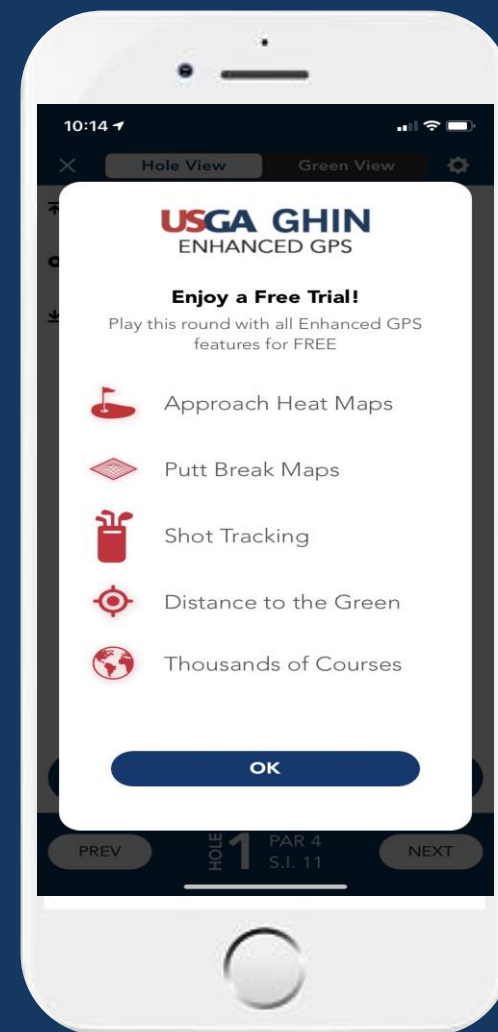 10:14
Hole View Green View
USGA GHIN
ENHANCED GPS
Enjoy a Free Trial!
Play this round with all Enhanced GPS
features for FREE
Approach Heat Maps
Putt Break Maps
Shot Tracking
Distance to the Green
Thousands of Courses
OK
PREV HOLE 1 PAR 4 NEXT
S.I. 11